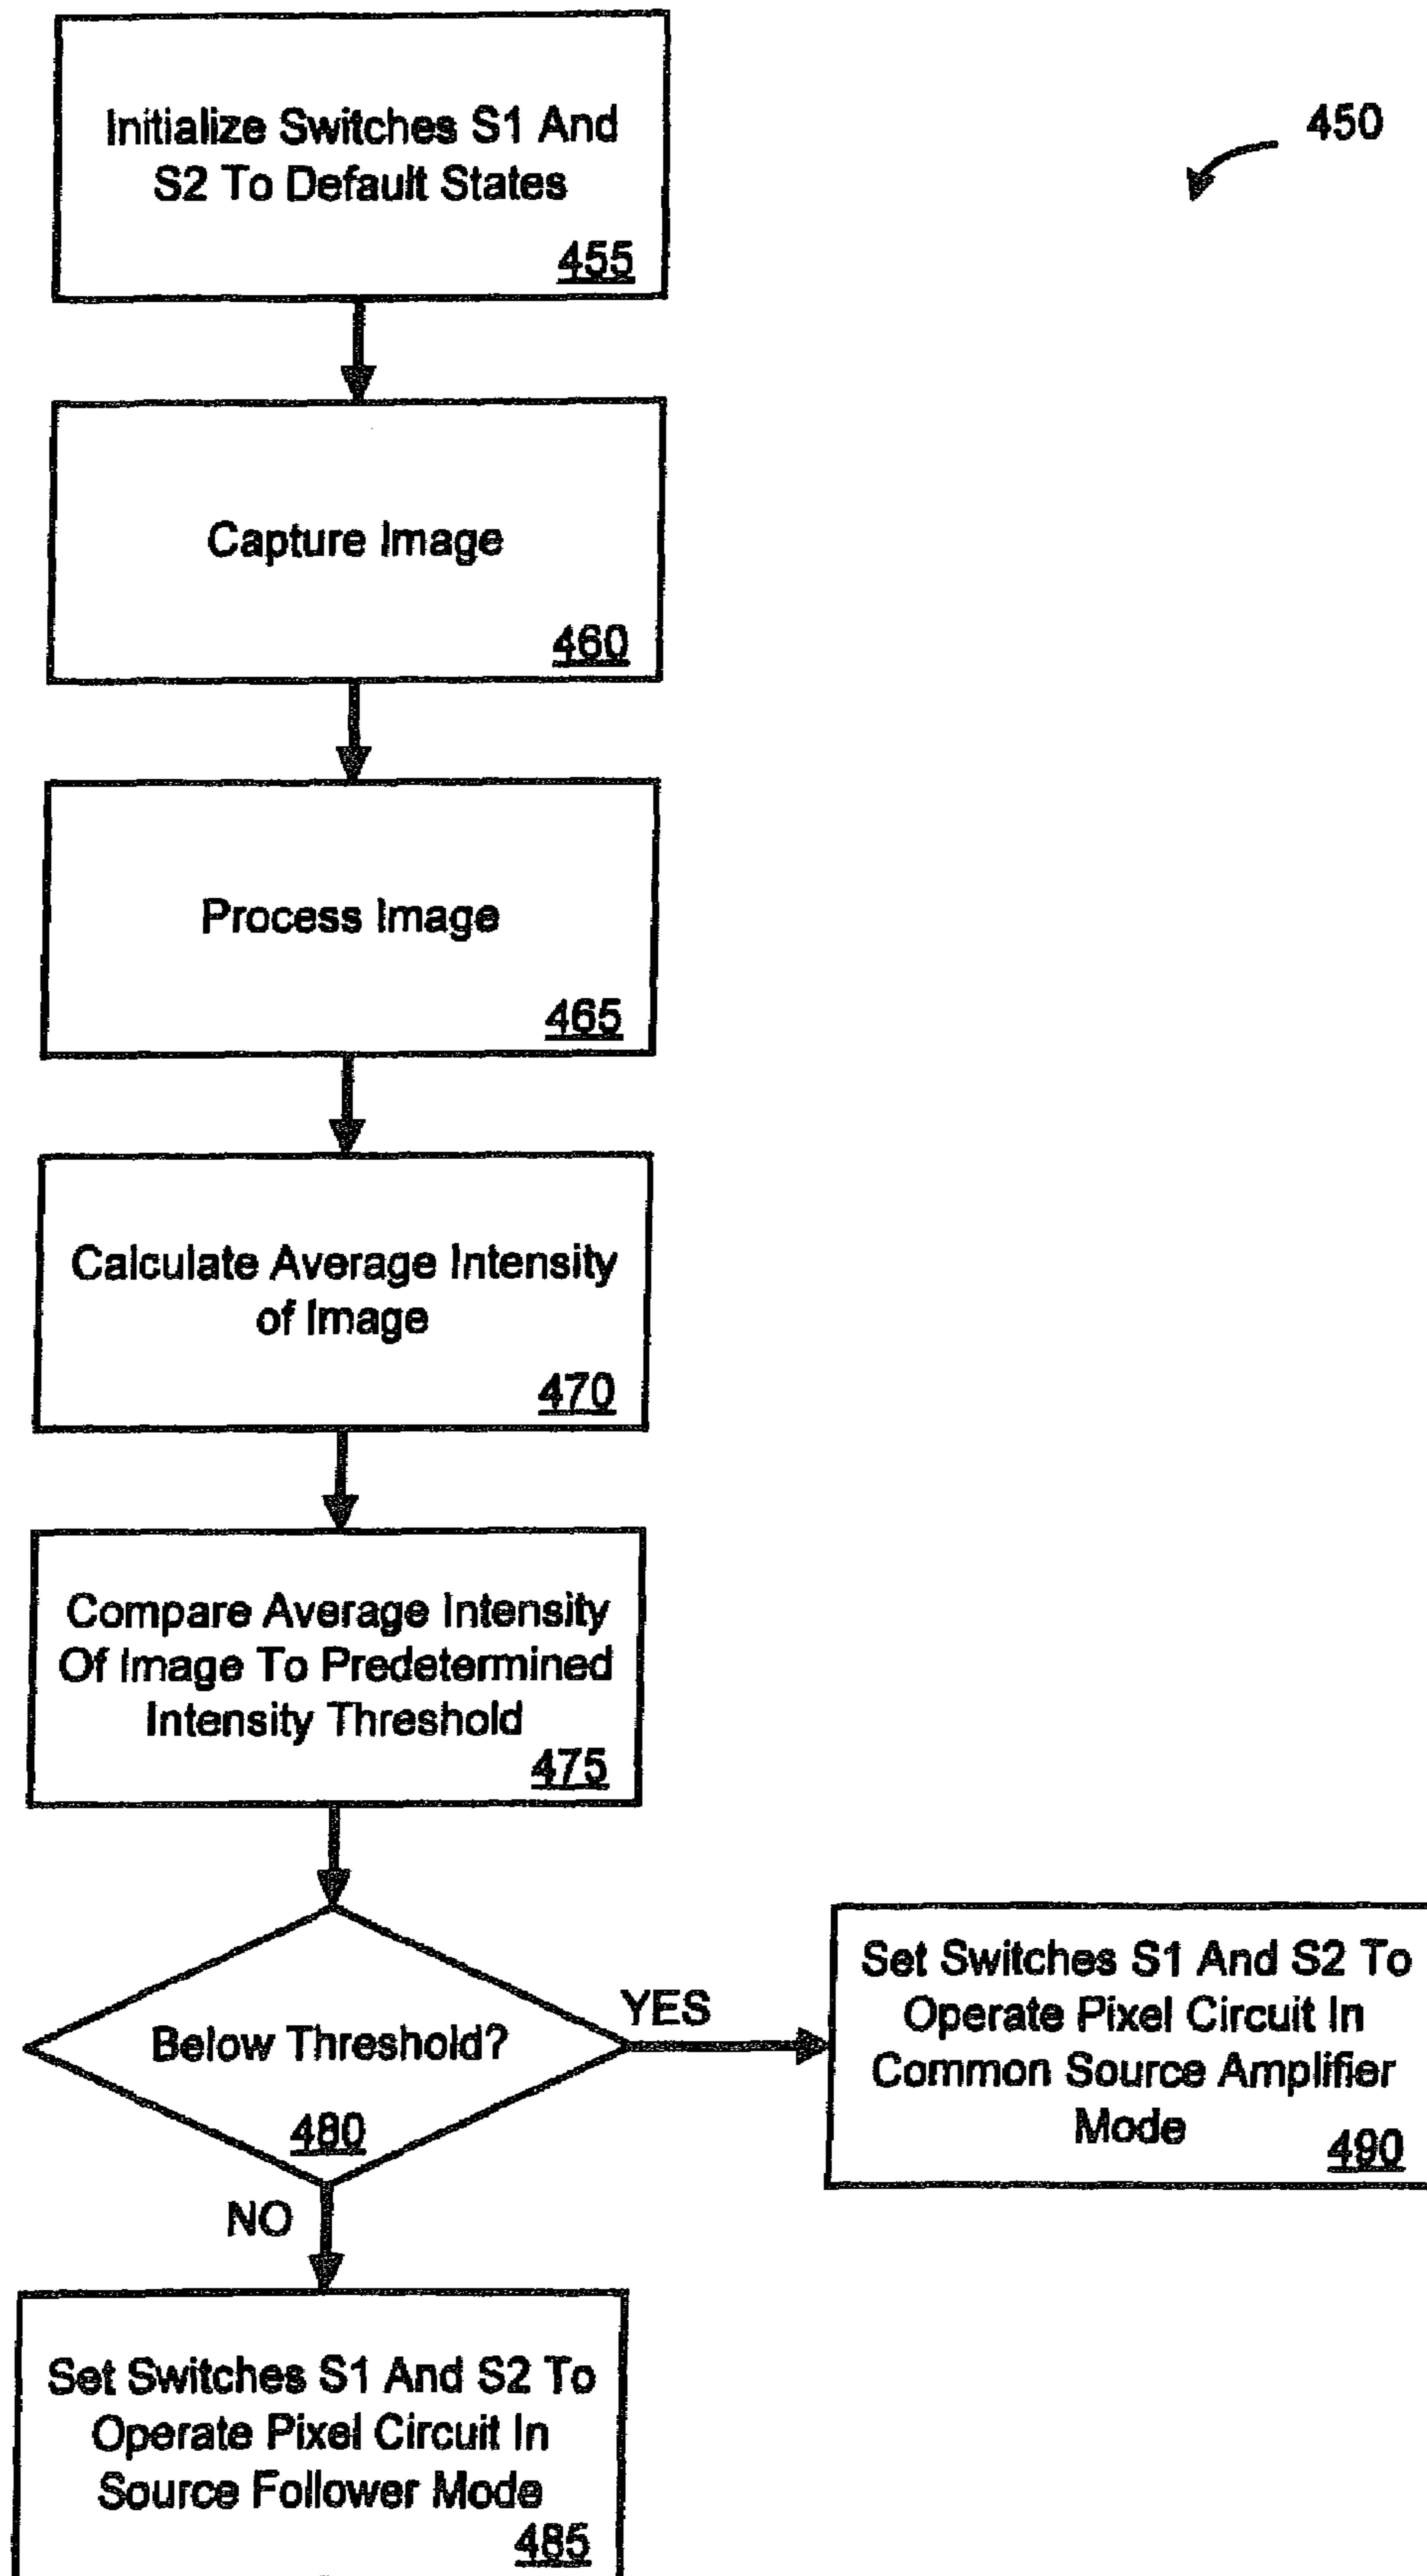 Initialize Switches S1 And
S2 To Default States
455
450
Capture Image
460
Process Image
465
Calculate Average Intensity
of Image
470
Compare Average Intensity
Of Image To Predetermined
Intensity Threshold
475
Below Threshold?
480
YES
Set Switches S1 And S2 To
Operate Pixel Circuit In
Common Source Amplifier
Mode
490
NO
Set Switches S1 And S2 To
Operate Pixel Circuit In
Source Follower Mode
485